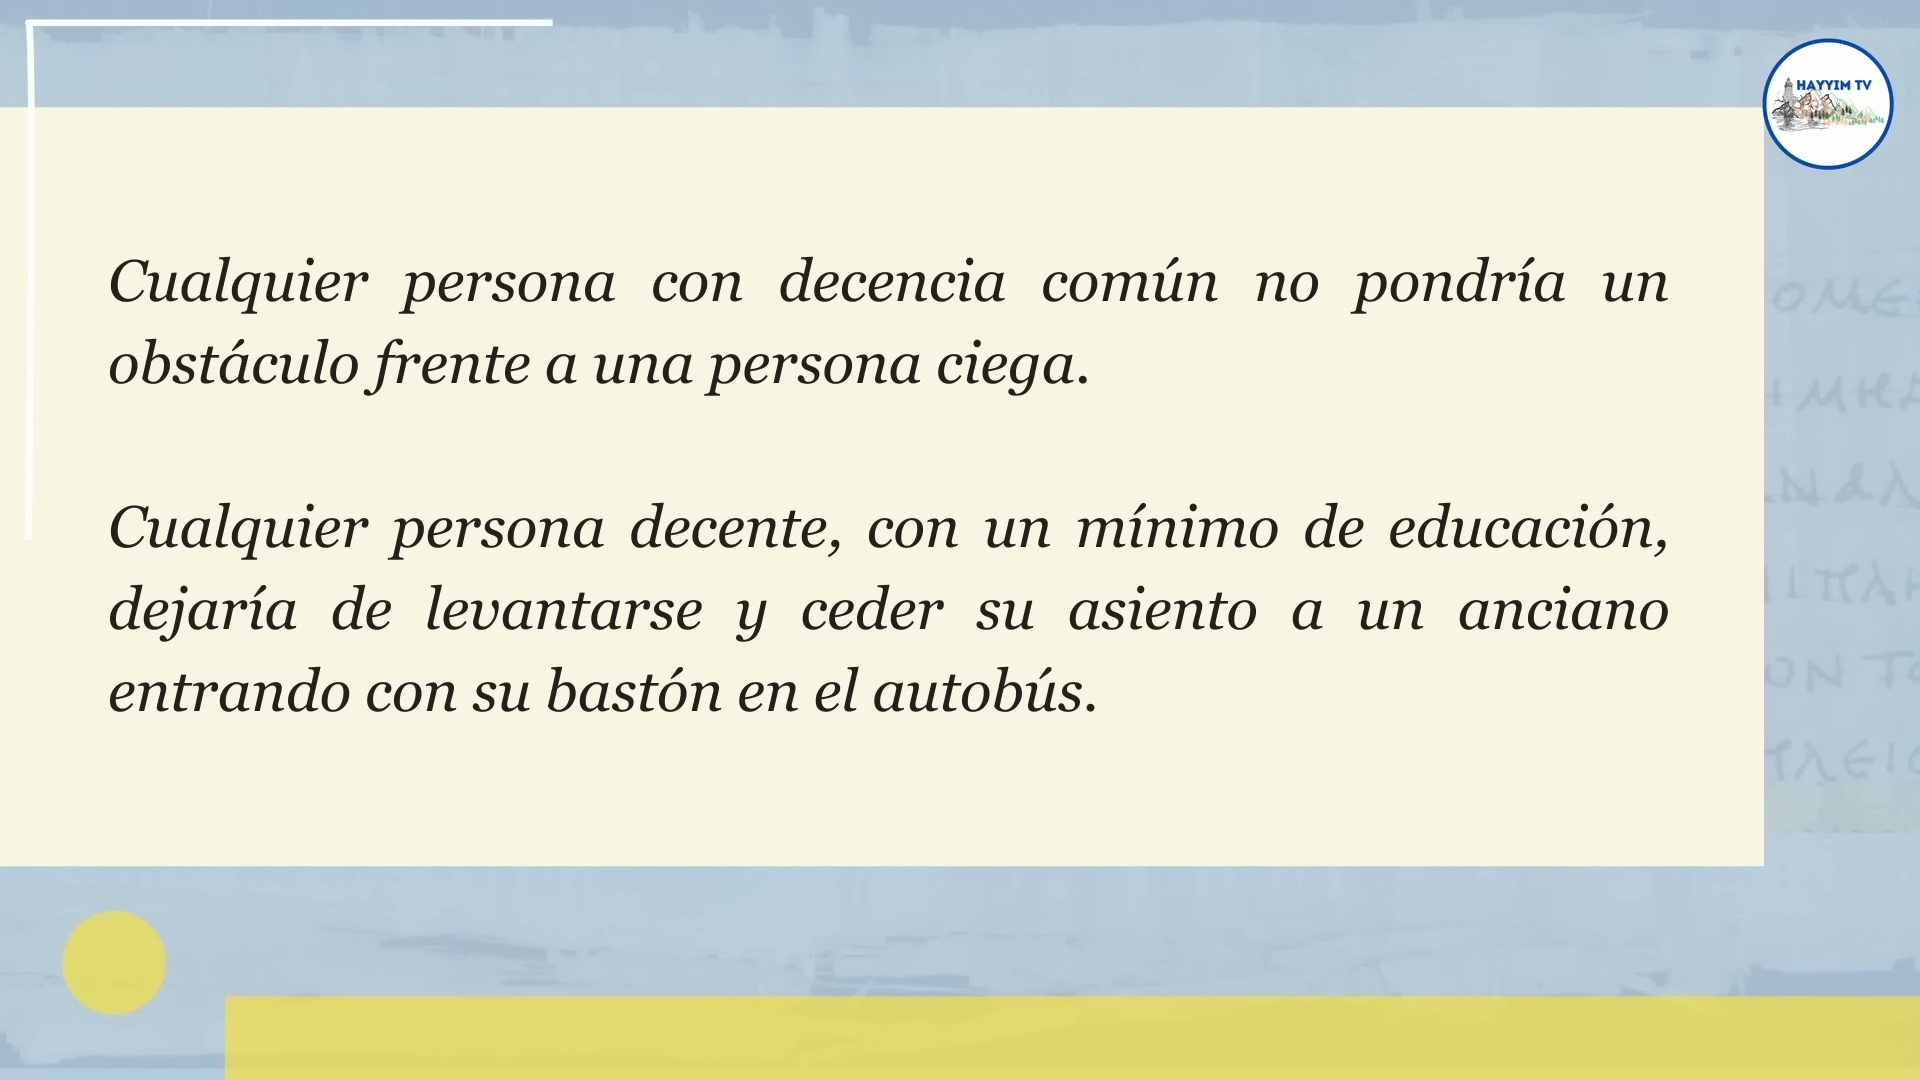 HAYYIM TV
Cualquier persona con decencia común no pondría un
obstáculo frente a una persona ciega.
Cualquier persona decente, con un mínimo de educación,
dejaría de levantarse y ceder su asiento a un anciano
entrando con su bastón en el autobús.